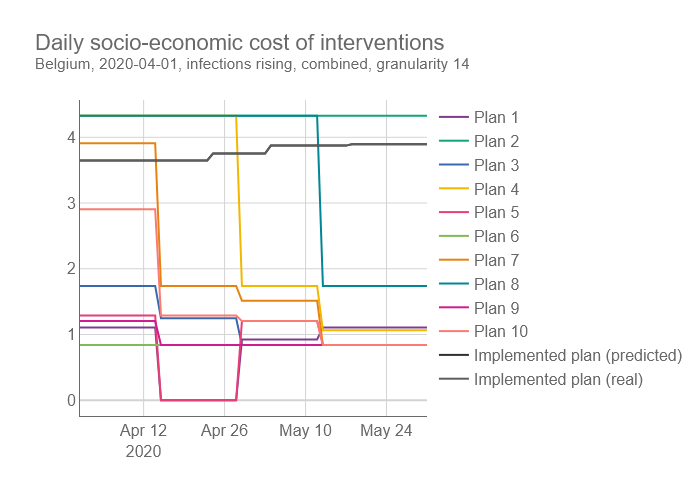 Daily socio-economic cost of interventions
Belgium, 2020-04-01, infections rising, combined, granularity 14
4
3
2
1
0
Apr 12
2020
Apr 26
May 10
May 24
Plan 1
Plan 2
Plan 3
Plan 4
Plan 5
Plan 6
Plan 7
Plan 8
Plan 9
Plan 10
Implemented plan (predicted)
Implemented plan (real)